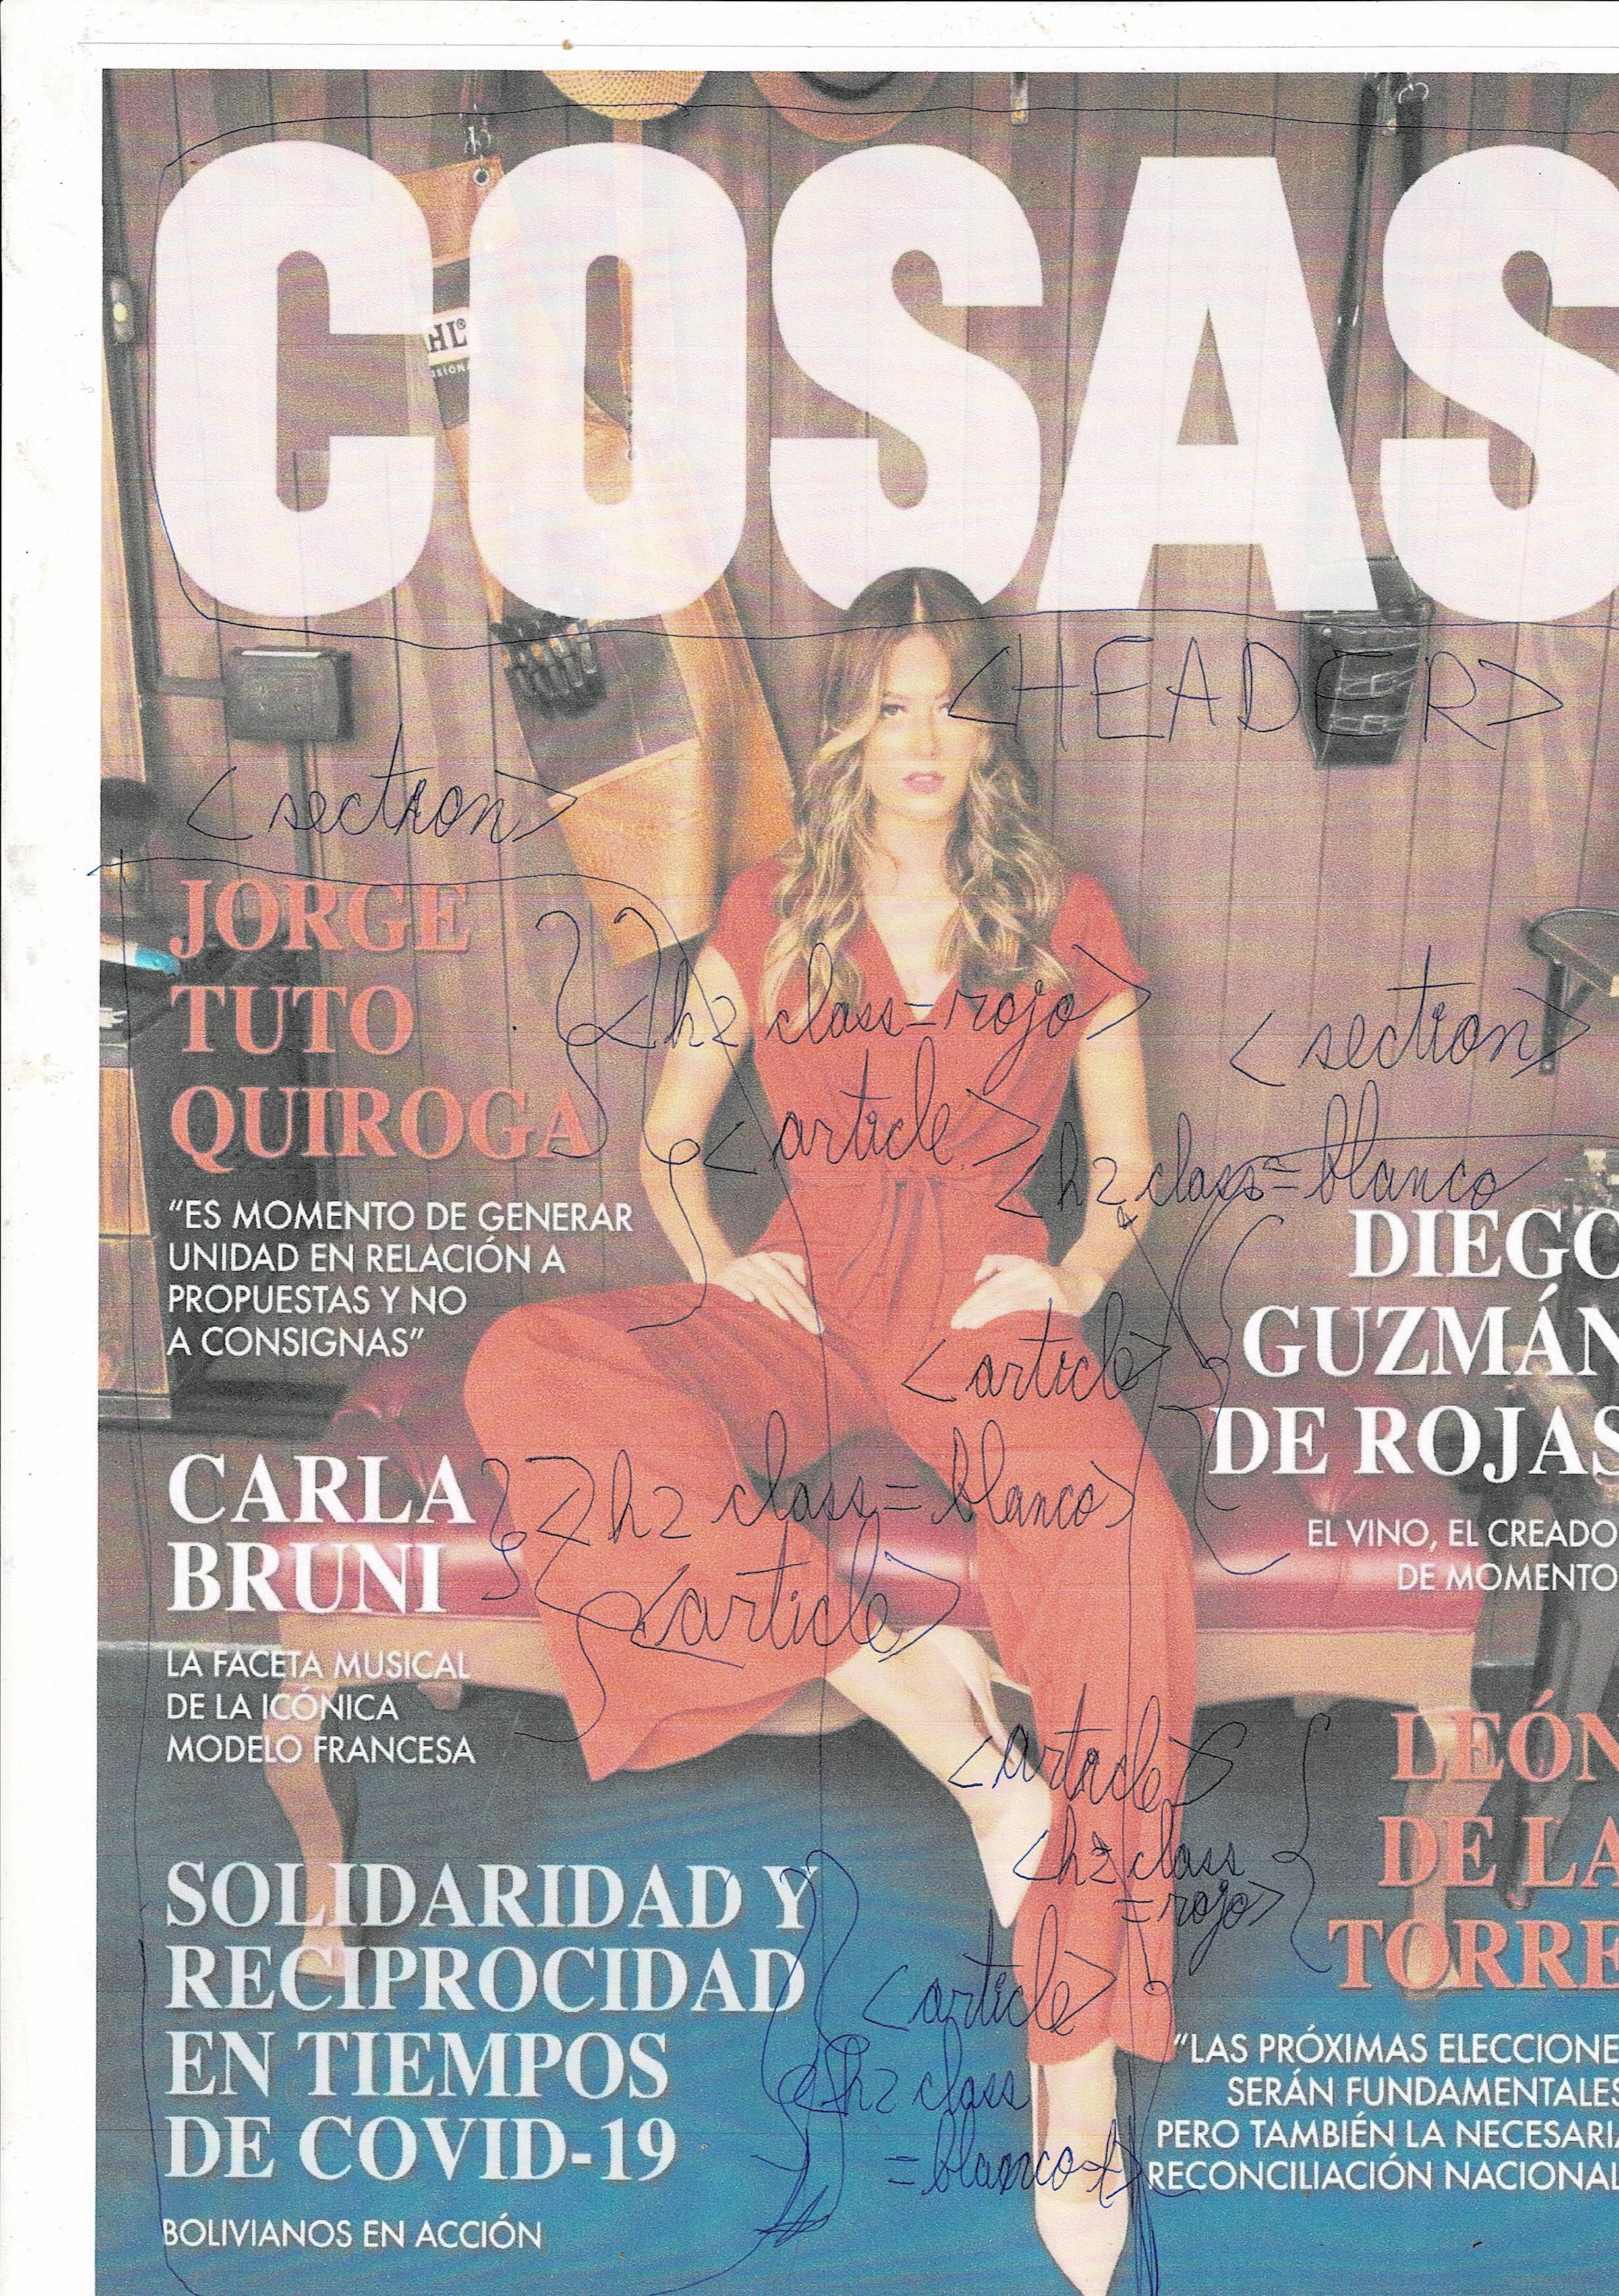 COSAS
HL®
<HEADER>
<section>
JORGE
TUTO
QUIROGA
<h2 class=rojo>
<article>
"ES MOMENTO DE GENERAR
UNIDAD EN RELACIÓN A
PROPUESTAS Y NO
A CONSIGNAS"
CARLA
BRUNI
<h2 class=blanco>
<article>
LA FACETA MUSICAL
DE LA ICÓNICA
MODELO FRANCESA
SOLIDARIDAD Y
RECIPROCIDAD
EN TIEMPOS
DE COVID-19
<article>
<h2 class
=blanco>
BOLIVIANOS EN ACCIÓN
<section>
<h2 class=blanco
DIEGO
GUZMÁN
DE ROJAS
<article>
EL VINO, EL CREADO
DE MOMENTO
<article>
<h2 class
=rojo>
LEÓN
DE LA
TORRE
"LAS PRÓXIMAS ELECCIONE
SERÁN FUNDAMENTALES
PERO TAMBIÉN LA NECESARI
RECONCILIACIÓN NACIONAL